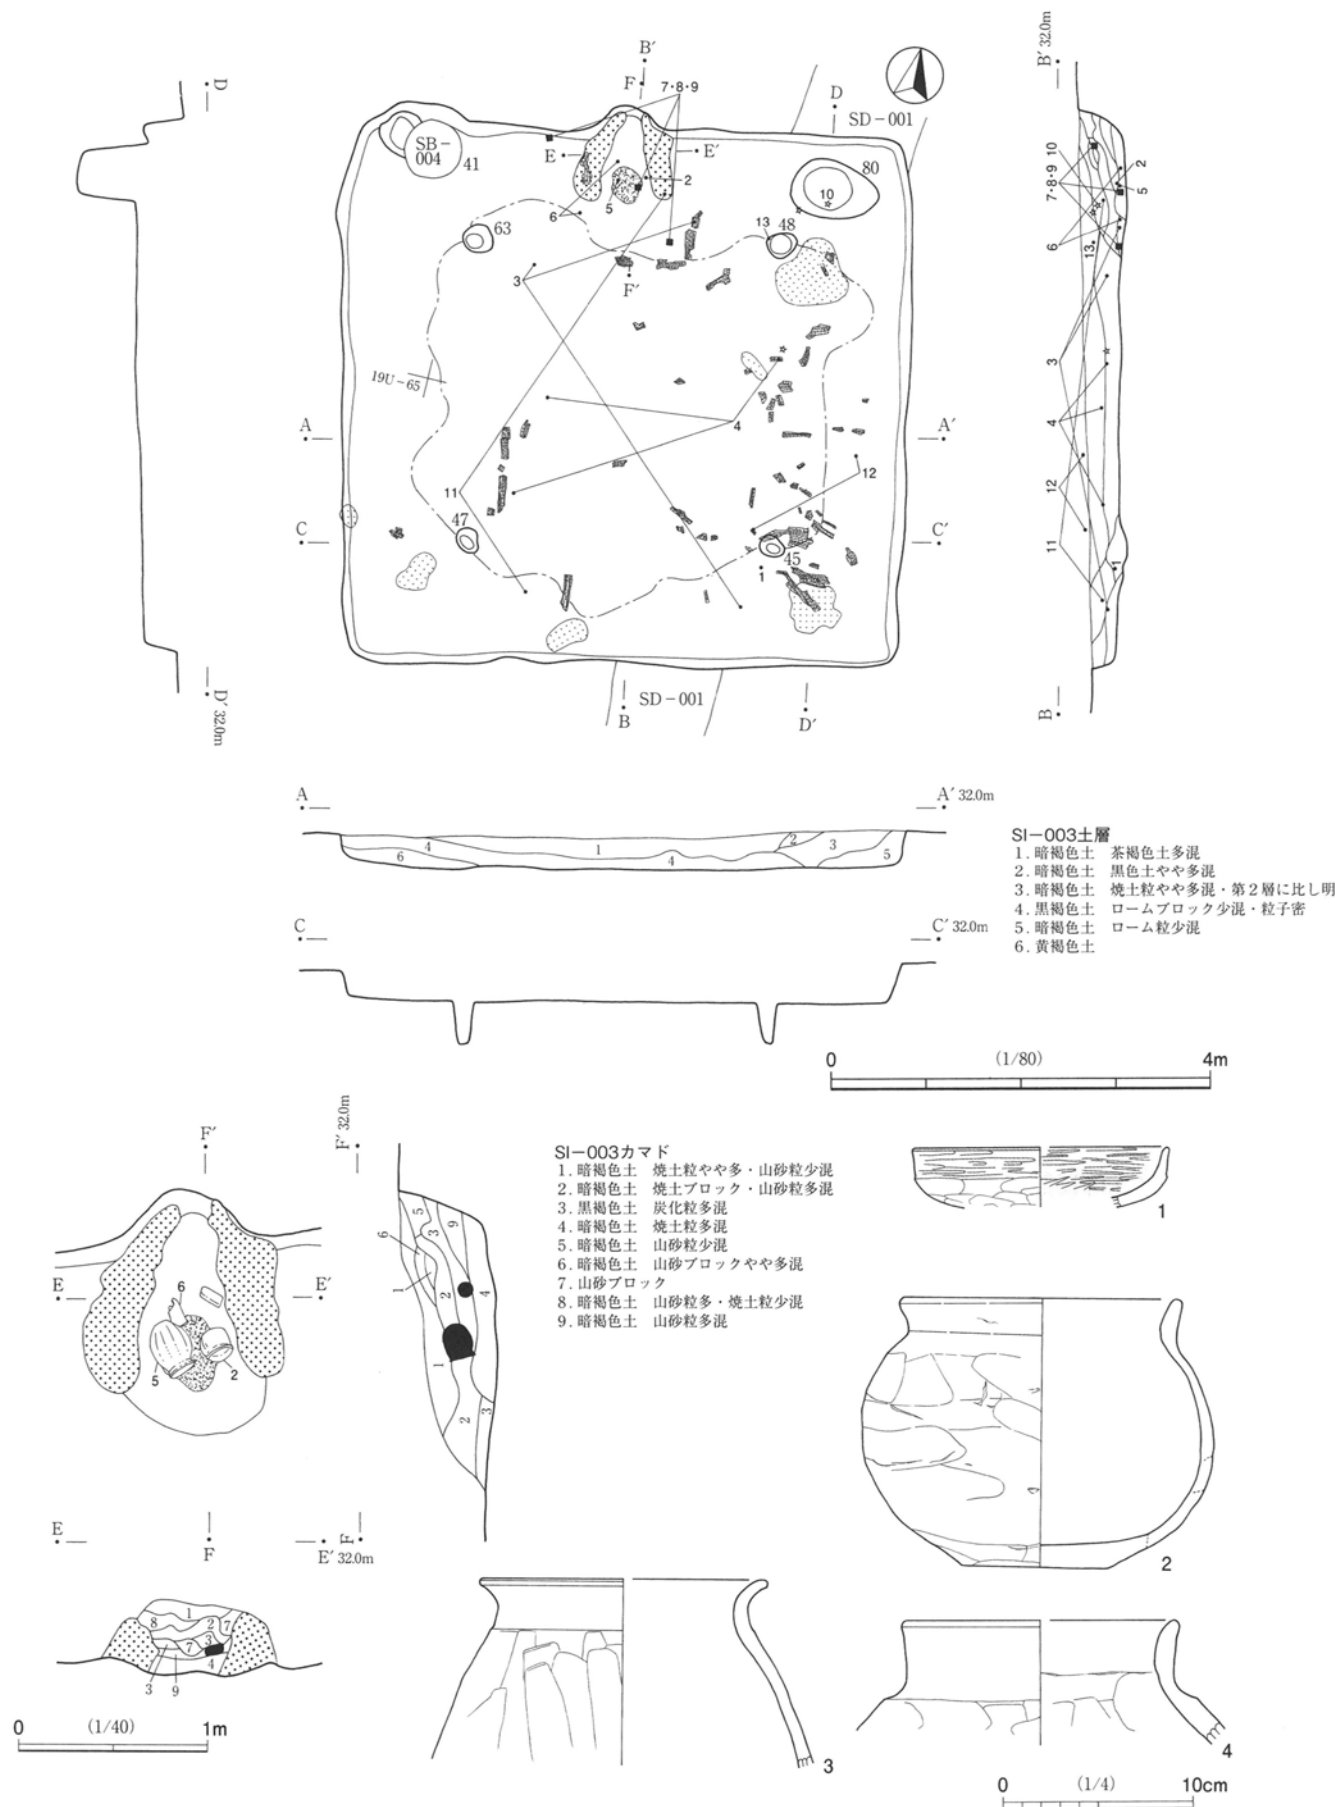 B′
F
7・8・9
D
SD-001
D
SB-
004
41
E
E′
80
10
2
5
6
63
13
48
F′
3
19U-65
4
A
A′
12
11
C
47
C′
45
1
SD-001
B
D′
D′ 32.0m
B′ 32.0m
10
7・8・9
2
5
6
13
3
4
12
11
1
B
A
A′ 32.0m
4
1
2
3
6
4
5
C
C′ 32.0m
SI-003土層
1. 暗褐色土 茶褐色土多混
2. 暗褐色土 黒色土やや多混
3. 暗褐色土 焼土粒やや多混・第2層に比し明
4. 黒褐色土 ロームブロック少混・粒子密
5. 暗褐色土 ローム粒少混
6. 黄褐色土
0 (1/80) 4m
F′
F′ 32.0m
SI-003カマド
1. 暗褐色土 焼土粒やや多・山砂粒少混
2. 暗褐色土 焼土ブロック・山砂粒多混
3. 黒褐色土 炭化粒多混
4. 暗褐色土 焼土粒多混
5. 暗褐色土 山砂粒少混
6. 暗褐色土 山砂ブロックやや多混
7. 山砂ブロック
8. 暗褐色土 山砂粒多・焼土粒少混
9. 暗褐色土 山砂粒多混
E
E′
6
5
2
6
5
3
9
1
2
4
1
2
3
F
E
F
E′ 32.0m
1
8
2
7
3
7
4
3
9
0 (1/40) 1m
1
2
3
4
0 (1/4) 10cm